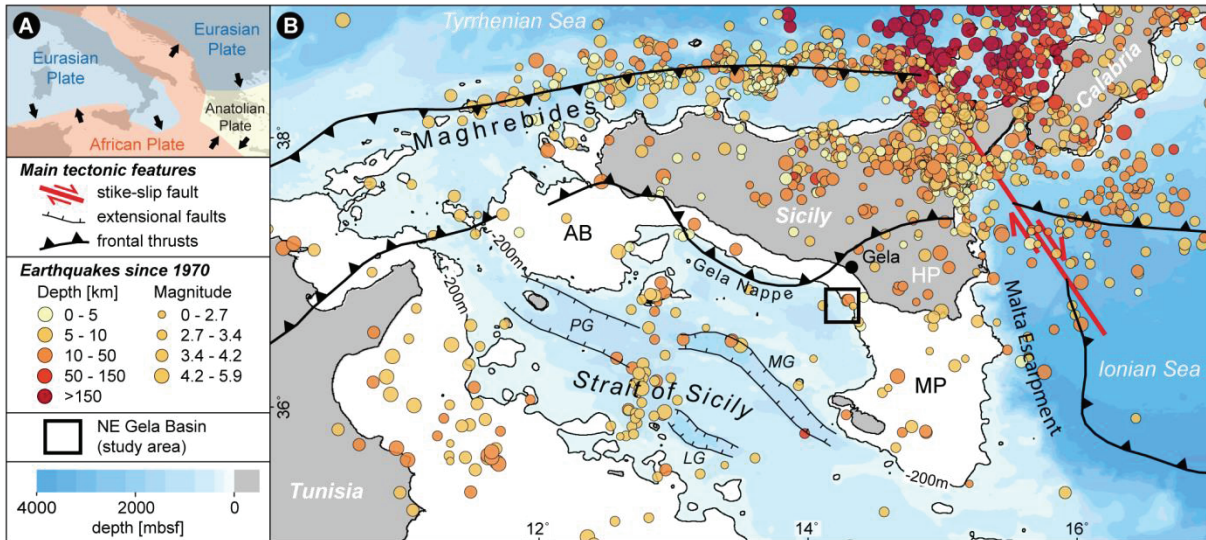 A
Eurasian
Plate
Eurasian
Plate
Anatolian
Plate
African Plate
Main tectonic features
stike-slip fault
extensional faults
frontal thrusts
Earthquakes since 1970
Depth [km]
Magnitude
0 - 5
0 - 2.7
5 - 10
2.7 - 3.4
10 - 50
3.4 - 4.2
50 - 150
4.2 - 5.9
>150
NE Gela Basin
(study area)
4000
2000
0
depth [mbsf]
B
Tyrrhenian Sea
Calabria
Maghrebides
38°
Sicily
AB
-200m
Gela
HP
Gela Nappe
-200m
PG
MG
Malta Escarpment
Ionian Sea
Strait of Sicily
MP
36°
LG
-200m
Tunisia
12°
14°
16°